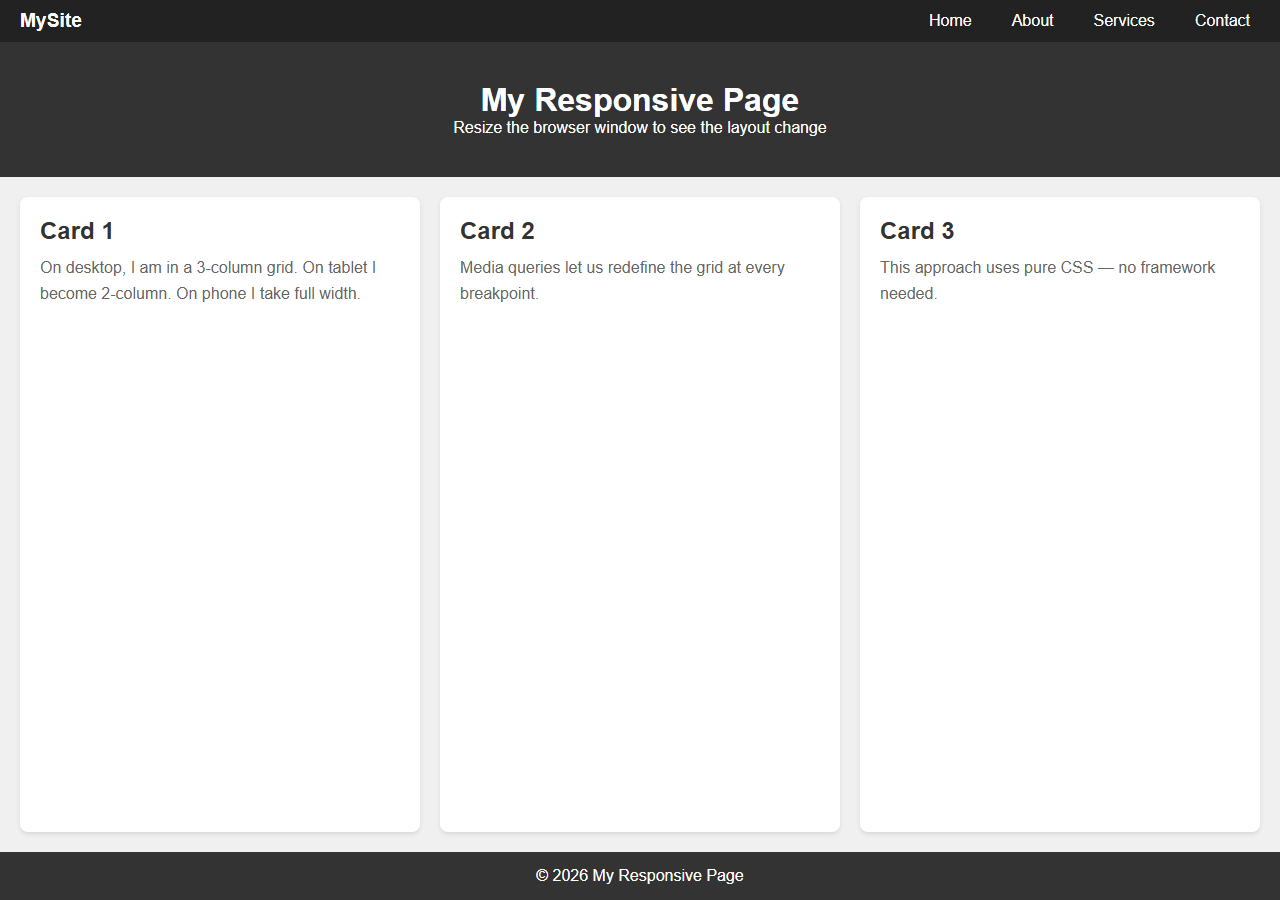 MySite
Home About Services Contact
My Responsive Page
Resize the browser window to see the layout change
Card 1
On desktop, I am in a 3-column grid. On tablet I
become 2-column. On phone I take full width.
Card 2
Media queries let us redefine the grid at every
breakpoint.
Card 3
This approach uses pure CSS — no framework
needed.
© 2026 My Responsive Page